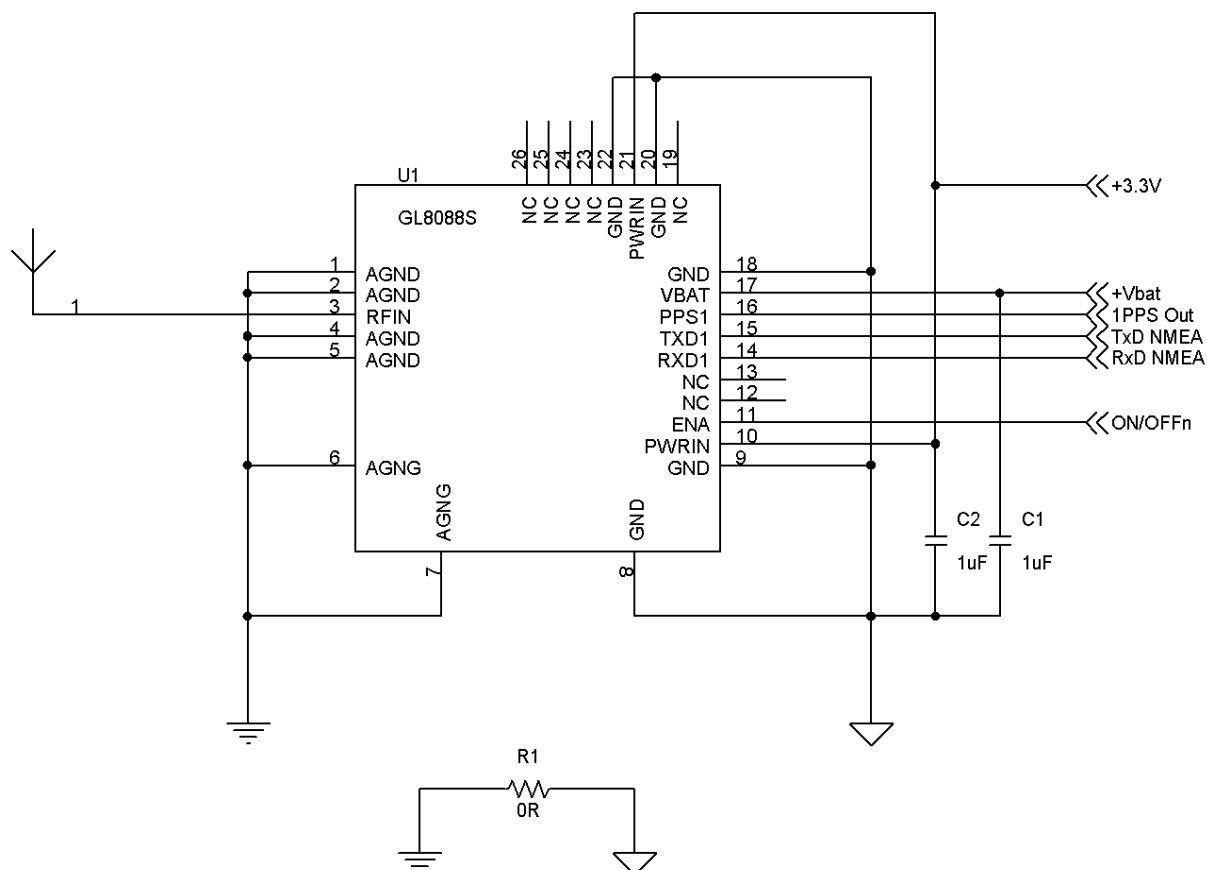 26
25
24
23
22
21
20
19
U1
GL8088S
NC
NC
NC
NC
GND
PWRIN
GND
NC
+3.3V
1
1 AGND
2 AGND
3 RFIN
4 AGND
5 AGND
6 AGNG
AGNG
7
GND
8
GND 18
VBAT 17
PPS1 16
TXD1 15
RXD1 14
NC 13
NC 12
ENA 11
PWRIN 10
GND 9
+Vbat
1PPS Out
TxD NMEA
RxD NMEA
ON/OFFn
C2
1uF
C1
1uF
R1
0R